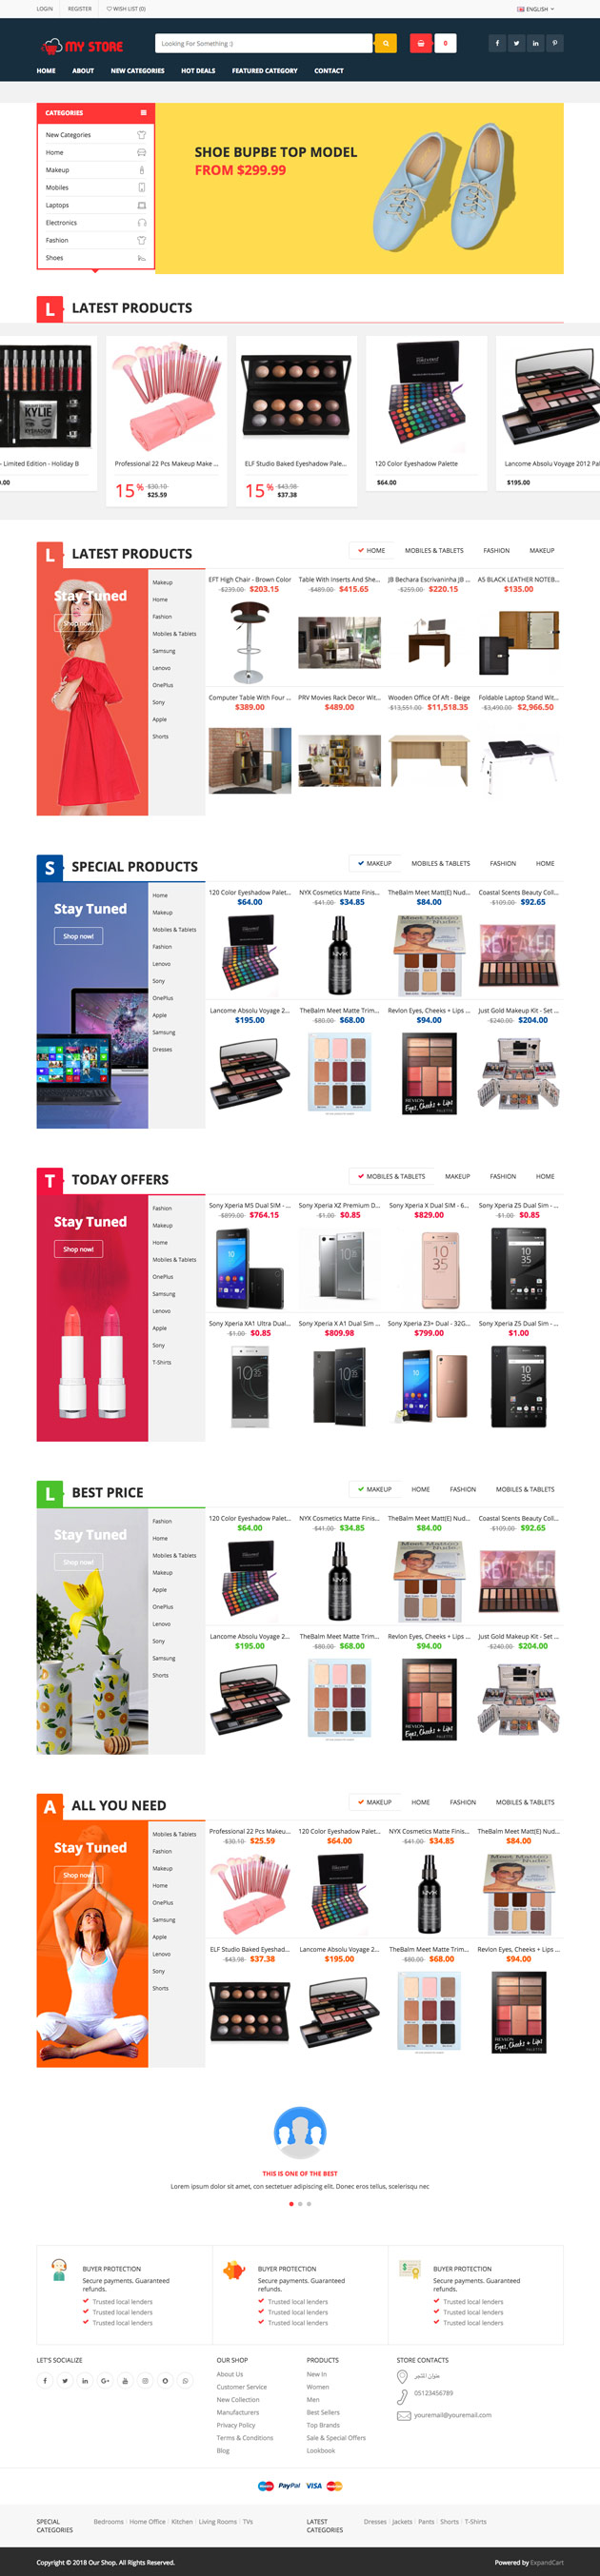 LOGIN REGISTER WISH LIST (0) ENGLISH
MY STORE Looking For Something :) 0
HOME ABOUT NEW CATEGORIES HOT DEALS FEATURED CATEGORY CONTACT
CATEGORIES
New Categories
Home
Makeup
Mobiles
Laptops
Electronics
Fashion
Shoes
SHOE BUPBE TOP MODEL
FROM $299.99
L LATEST PRODUCTS
KYLIE
- Limited Edition - Holiday B
Professional 22 Pcs Makeup Make ...
15% $30.10
$25.59
ELF Studio Baked Eyeshadow Pale...
15% $43.98
$37.38
120 Color Eyeshadow Palette
$64.00
Lancome Absolu Voyage 2012 Pal
$195.00
L LATEST PRODUCTS
HOME MOBILES & TABLETS FASHION MAKEUP
Stay Tuned
Shop now!
Makeup
Home
Fashion
Mobiles & Tablets
Samsung
Lenovo
OnePlus
Sony
Apple
Shorts
EFT High Chair - Brown Color Table With Inserts And She... JB Bechara Escrivaninha JB ... A5 BLACK LEATHER NOTEB...
$239.00 $203.15 $489.00 $415.65 $259.00 $220.15 $135.00
Computer Table With Four ... PRV Movies Rack Decor Wit... Wooden Office Of Aft - Beige Foldable Laptop Stand Wit...
$389.00 $489.00 $13,551.00 $11,518.35 $3,490.00 $2,966.50
S SPECIAL PRODUCTS
MAKEUP MOBILES & TABLETS FASHION HOME
Stay Tuned
Shop now!
Home
Makeup
Mobiles & Tablets
Fashion
Lenovo
Sony
OnePlus
Apple
Samsung
Dresses
120 Color Eyeshadow Palet... NYX Cosmetics Matte Finis... TheBalm Meet Matt(E) Nud... Coastal Scents Beauty Coll...
$64.00 $41.00 $34.85 $84.00 $109.00 $92.65
Lancome Absolu Voyage 2... TheBalm Meet Matte Trim... Revlon Eyes, Cheeks + Lips ... Just Gold Makeup Kit - Set ...
$195.00 $80.00 $68.00 $94.00 $240.00 $204.00
T TODAY OFFERS
MOBILES & TABLETS MAKEUP FASHION HOME
Stay Tuned
Shop now!
Fashion
Makeup
Home
Mobiles & Tablets
OnePlus
Samsung
Lenovo
Apple
Sony
T-Shirts
Sony Xperia M5 Dual SIM - ... Sony Xperia XZ Premium D... Sony Xperia X Dual SIM - 6... Sony Xperia Z5 Dual SIM - ...
$899.00 $764.15 $1.00 $0.85 $829.00 $1.00 $0.85
Sony Xperia XA1 Ultra Dual... Sony Xperia X A1 Dual Sim ... Sony Xperia Z3+ Dual - 32G... Sony Xperia Z5 Dual Sim - ...
$1.00 $0.85 $809.98 $799.00 $1.00
L BEST PRICE
MAKEUP HOME FASHION MOBILES & TABLETS
Stay Tuned
Shop now!
Fashion
Home
Mobiles & Tablets
Makeup
Apple
OnePlus
Lenovo
Sony
Samsung
Shorts
120 Color Eyeshadow Palet... NYX Cosmetics Matte Finis... TheBalm Meet Matt(E) Nud... Coastal Scents Beauty Coll...
$64.00 $41.00 $34.85 $84.00 $109.00 $92.65
Lancome Absolu Voyage 2... TheBalm Meet Matte Trim... Revlon Eyes, Cheeks + Lips ... Just Gold Makeup Kit - Set ...
$195.00 $80.00 $68.00 $94.00 $240.00 $204.00
A ALL YOU NEED
MAKEUP HOME FASHION MOBILES & TABLETS
Stay Tuned
Shop now!
Mobiles & Tablets
Fashion
Makeup
Home
OnePlus
Samsung
Apple
Lenovo
Sony
Shorts
Professional 22 Pcs Makeu... 120 Color Eyeshadow Palet... NYX Cosmetics Matte Finis... TheBalm Meet Matt(E) Nud...
$30.10 $25.59 $64.00 $41.00 $34.85 $84.00
ELF Studio Baked Eyeshad... Lancome Absolu Voyage 2... TheBalm Meet Matte Trim... Revlon Eyes, Cheeks + Lips ...
$43.98 $37.38 $195.00 $80.00 $68.00 $94.00
THIS IS ONE OF THE BEST
Lorem ipsum dolor sit amet, con sectetuer adipiscing elit. Donec eros tellus, scelerisqu nec
BUYER PROTECTION
Secure payments. Guaranteed
refunds.
Trusted local lenders
Trusted local lenders
Trusted local lenders
BUYER PROTECTION
Secure payments. Guaranteed
refunds.
Trusted local lenders
Trusted local lenders
Trusted local lenders
BUYER PROTECTION
Secure payments. Guaranteed
refunds.
Trusted local lenders
Trusted local lenders
Trusted local lenders
LET'S SOCIALIZE
OUR SHOP
About Us
Customer Service
New Collection
Manufacturers
Privacy Policy
Terms & Conditions
Blog
PRODUCTS
New In
Women
Men
Best Sellers
Top Brands
Sale & Special Offers
Lookbook
STORE CONTACTS
عنوان المتجر
05123456789
youremail@youremail.com
PayPal VISA
SPECIAL
CATEGORIES
Bedrooms Home Office Kitchen Living Rooms TVs
LATEST
CATEGORIES
Dresses Jackets Pants Shorts T-Shirts
Copyright © 2018 Our Shop. All Rights Reserved. Powered by ExpandCart